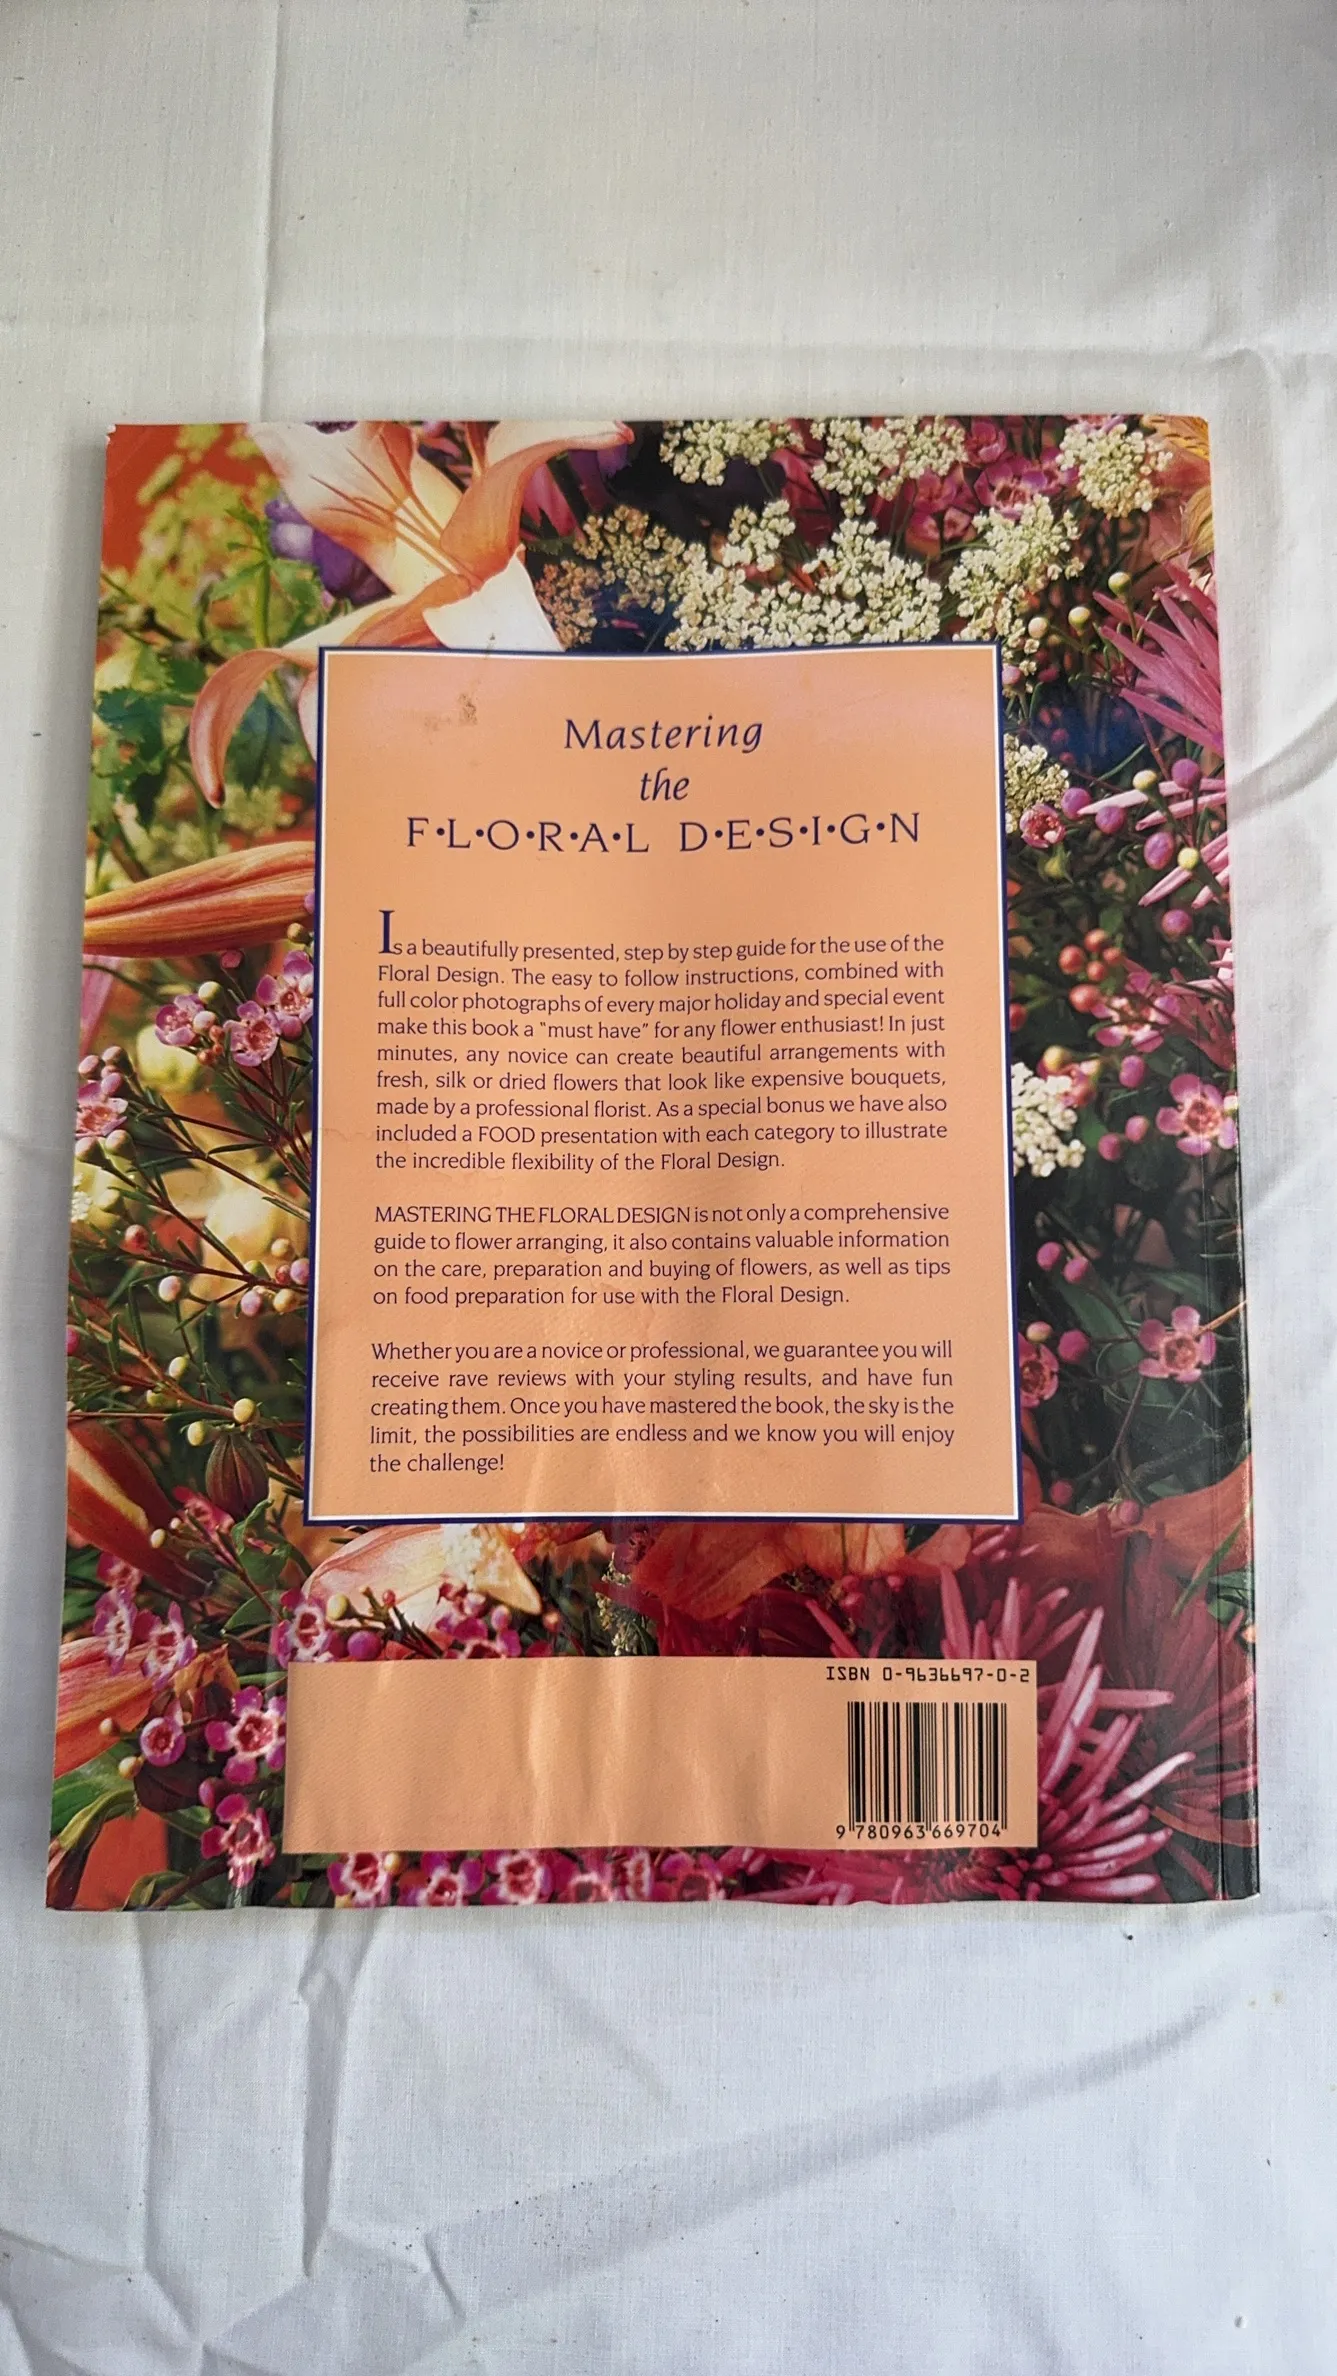 Mastering
the
F•L•O•R•A•L D•E•S•I•G•N
Is a beautifully presented, step by step guide for the use of the
Floral Design. The easy to follow instructions, combined with
full color photographs of every major holiday and special event
make this book a "must have" for any flower enthusiast! In just
minutes, any novice can create beautiful arrangements with
fresh, silk or dried flowers that look like expensive bouquets,
made by a professional florist. As a special bonus we have also
included a FOOD presentation with each category to illustrate
the incredible flexibility of the Floral Design.
MASTERING THE FLORAL DESIGN is not only a comprehensive
guide to flower arranging, it also contains valuable information
on the care, preparation and buying of flowers, as well as tips
on food preparation for use with the Floral Design.
Whether you are a novice or professional, we guarantee you will
receive rave reviews with your styling results, and have fun
creating them. Once you have mastered the book, the sky is the
limit, the possibilities are endless and we know you will enjoy
the challenge!
ISBN 0-9636697-0-2
9 780963 669704